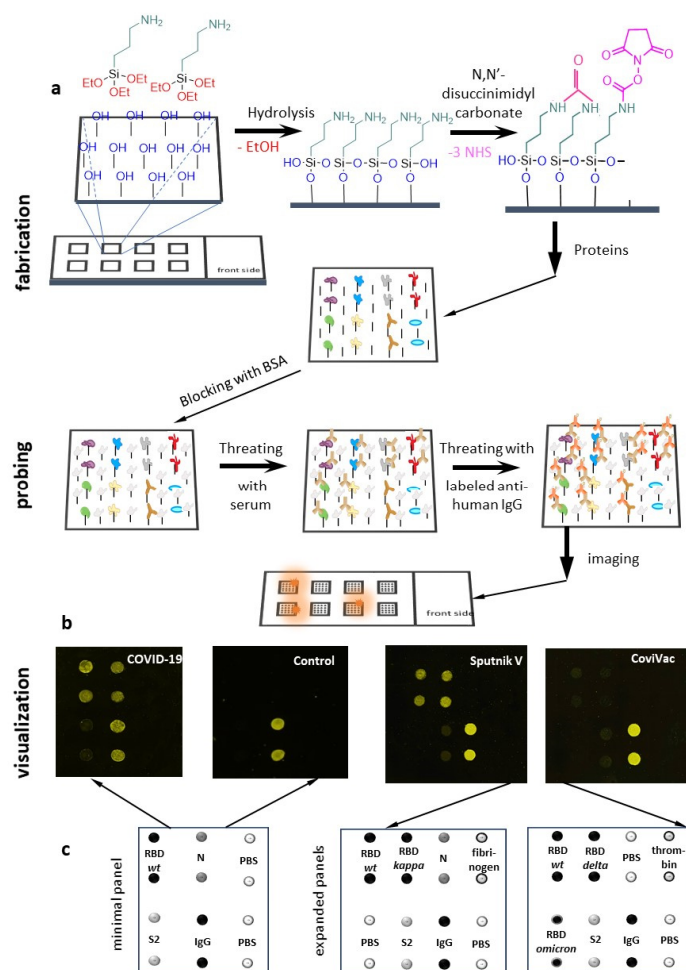 NH₂
NH₂
a
Si
OEt
EtO
OEt
Si
OEt
EtO
OEt
OH OH OH OH
OH OH OH
OH OH OH OH
front side
Hydrolysis
- EtOH
NH₂ NH₂ NH₂ NH₂
HO Si O Si O Si O Si OH
O O O O
N,N’-
disuccinimidyl
carbonate
-3 NHS
O
NH NH
O N O
O
O
NH
HO Si O Si O Si O
O O O
fabrication
Proteins
Blocking with BSA
probing
Threating
with
serum
Threating with
labeled anti-
human IgG
imaging
front side
b
visualization
COVID-19
Control
Sputnik V
CoviVac
c
minimal panel
RBD
wt
N
PBS
S2
IgG
PBS
expanded panels
RBD
wt
RBD
kappa
N
fibri-
nogen
PBS
S2
IgG
PBS
RBD
wt
RBD
delta
PBS
throm-
bin
RBD
omicron
S2
IgG
PBS